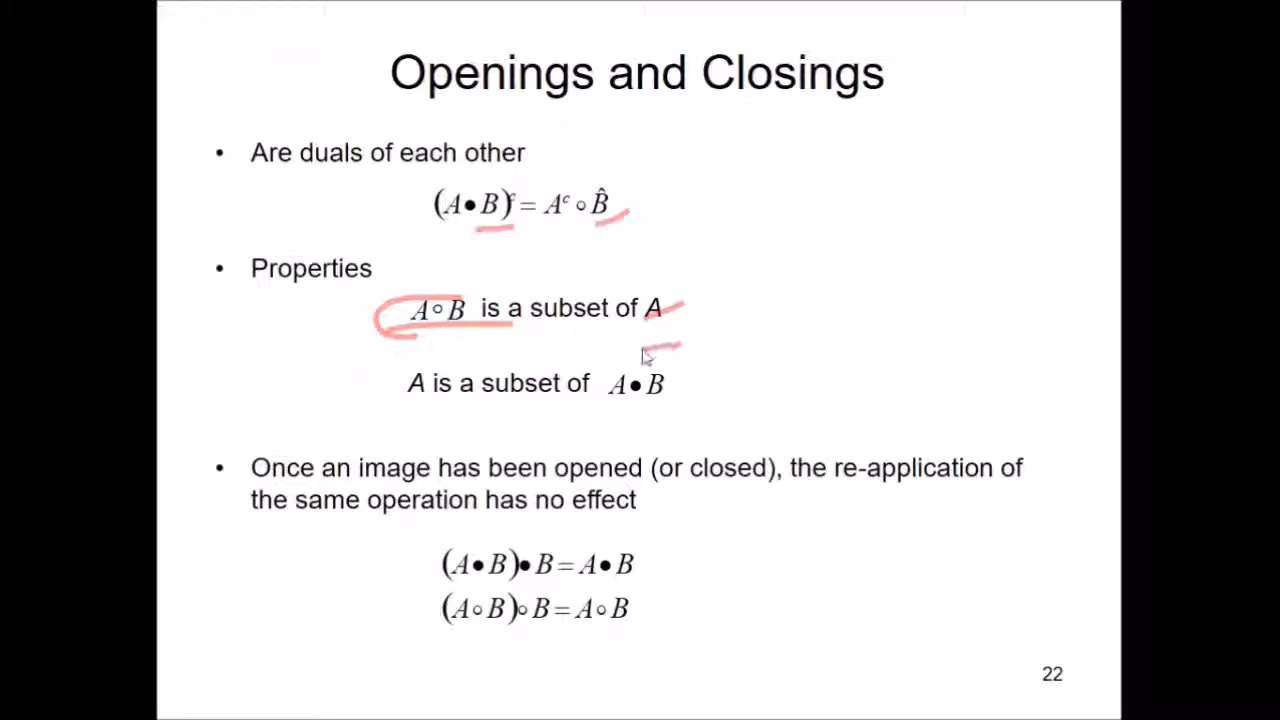 Openings and Closings
• Are duals of each other
(A•B)ᶜ = Aᶜ ∘ B̂
• Properties
A∘B is a subset of A
A is a subset of A•B
• Once an image has been opened (or closed), the re-application of
the same operation has no effect
(A•B)•B = A•B
(A∘B)∘B = A∘B
22